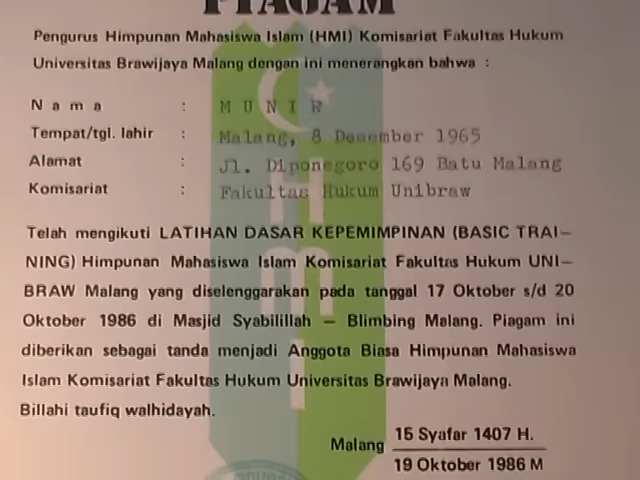 PIAGAM
Pengurus Himpunan Mahasiswa Islam (HMI) Komisariat Fakultas Hukum
Universitas Brawijaya Malang dengan ini menerangkan bahwa :
N a m a : M U N I R
Tempat/tgl. lahir : Malang, 8 Desember 1965
Alamat : Jl. Diponegoro 169 Batu Malang
Komisariat : Fakultas Hukum Unibraw
Telah mengikuti LATIHAN DASAR KEPEMIMPINAN (BASIC TRAI–
NING) Himpunan Mahasiswa Islam Komisariat Fakultas Hukum UNI–
BRAW Malang yang diselenggarakan pada tanggal 17 Oktober s/d 20
Oktober 1986 di Masjid Syabilillah – Blimbing Malang. Piagam ini
diberikan sebagai tanda menjadi Anggota Biasa Himpunan Mahasiswa
Islam Komisariat Fakultas Hukum Universitas Brawijaya Malang.
Billahi taufiq walhidayah.
Malang 15 Syafar 1407 H.
19 Oktober 1986 M
HMI